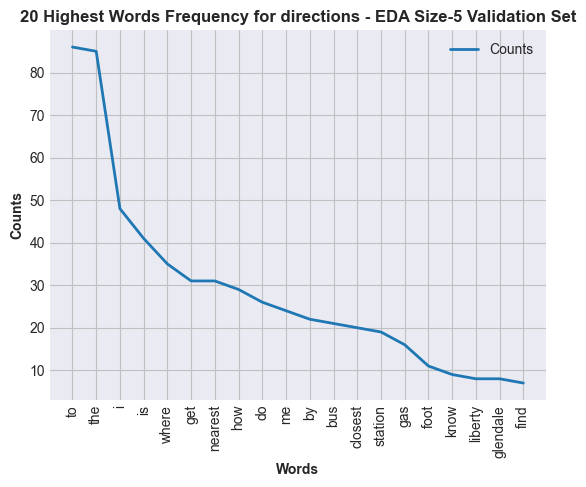 20 Highest Words Frequency for directions - EDA Size-5 Validation Set
Counts
80
70
60
50
40
30
20
10
Counts
to
the
i
is
where
get
nearest
how
do
me
by
bus
closest
station
gas
foot
know
liberty
glendale
find
Words